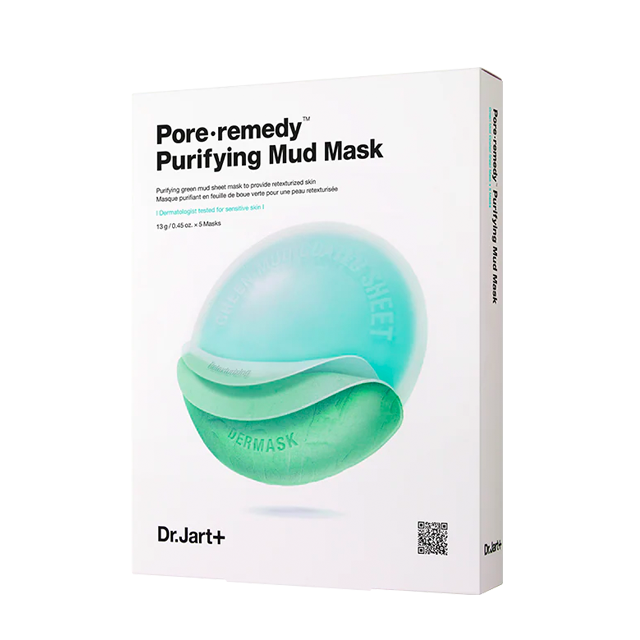 Pore·remedy™
Purifying Mud Mask
Purifying green mud sheet mask to provide retexturized skin
Masque purifiant en feuille de boue verte pour une peau retexturisée
| Dermatologist tested for sensitive skin |
13 g / 0.45 oz. × 5 Masks
DERMASK
Dr.Jart+
Pore·remedy™ Purifying Mud Mask
Dr.Jart+